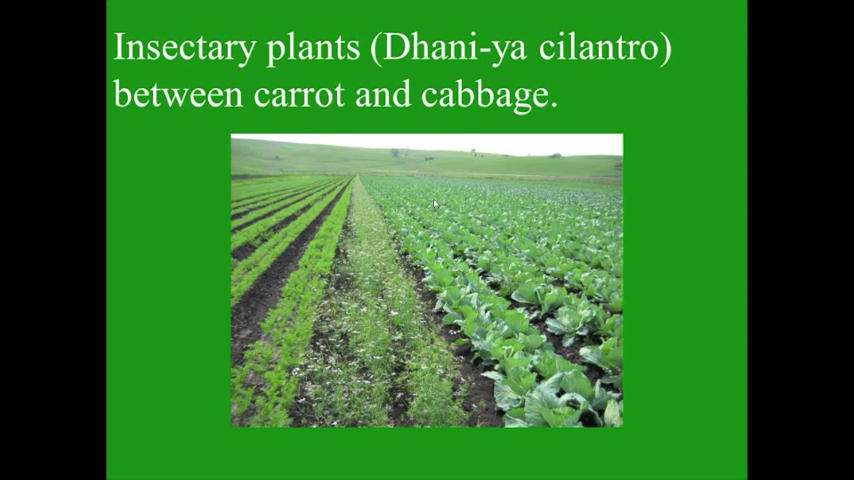 Insectary plants (Dhani-ya cilantro)
between carrot and cabbage.